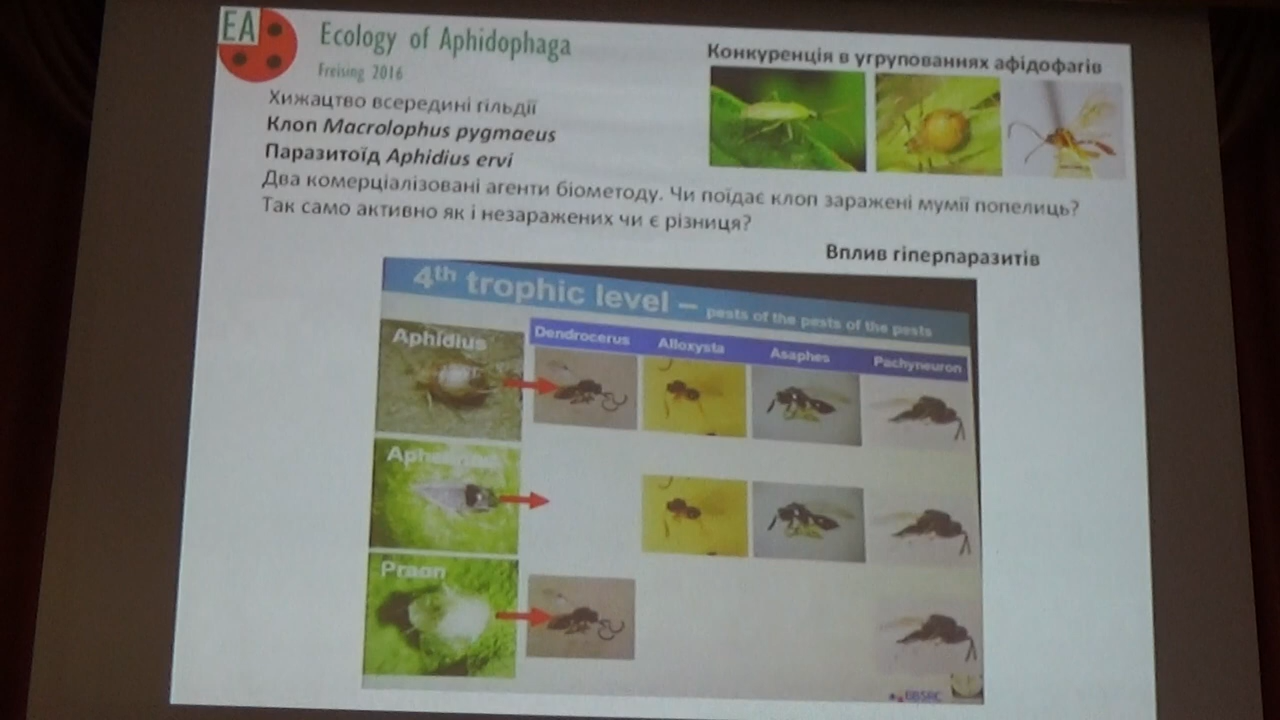 EA
Ecology of Aphidophaga
Freising 2016
Конкуренція в угрупованнях афідофагів
Хижацтво всередині гільдії
Клоп Macrolophus pygmaeus
Паразитоїд Aphidius ervi
Два комерціалізовані агенти біометоду. Чи поїдає клоп заражені мумії попелиць?
Так само активно як і незаражених чи є різниця?
Вплив гіперпаразитів
4th trophic level – pests of the pests of the pests
Aphidius
Dendrocerus Alloxysta Asaphes Pachyneuron
Praon
BBSRC